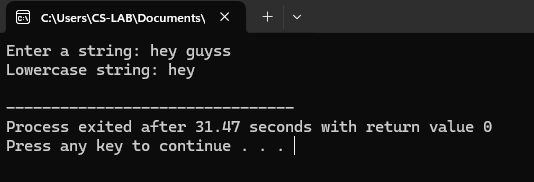 C:\Users\CS-LAB\Documents\
Enter a string: hey guyss
Lowercase string: hey
--------------------------------
Process exited after 31.47 seconds with return value 0
Press any key to continue . . .